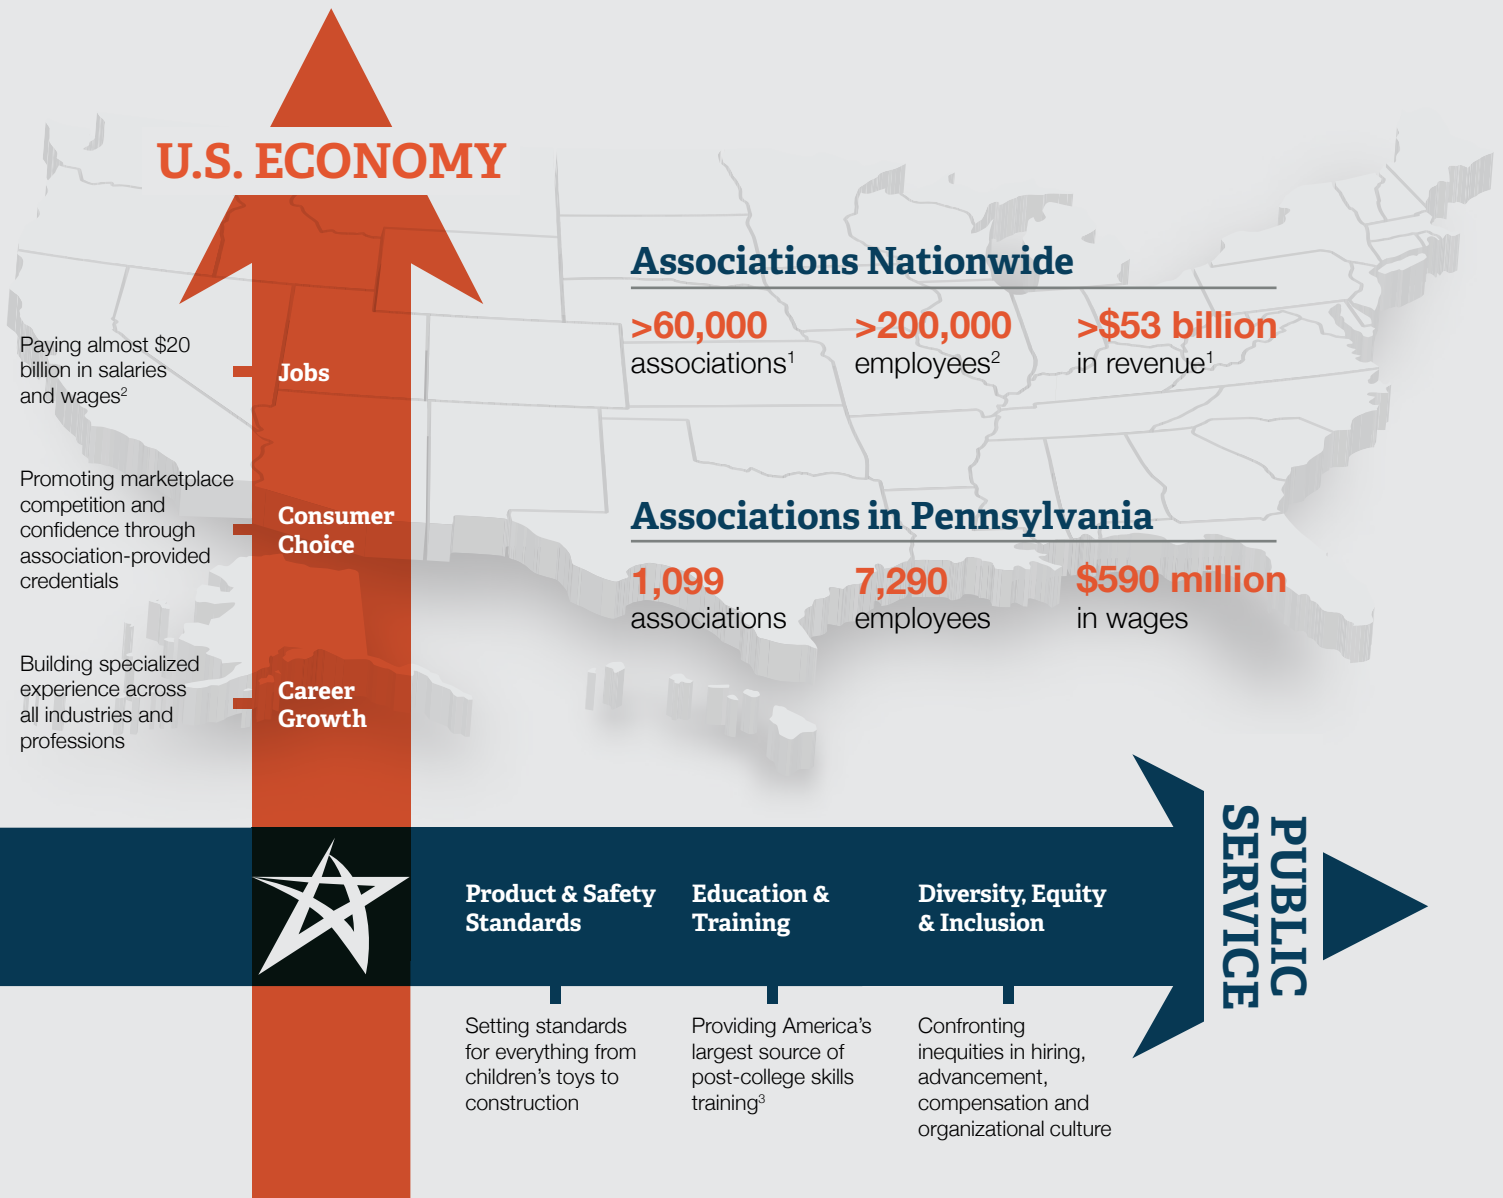 U.S. ECONOMY
Paying almost $20
billion in salaries
and wages²
Jobs
Promoting marketplace
competition and
confidence through
association-provided
credentials
Consumer
Choice
Building specialized
experience across
all industries and
professions
Career
Growth
Associations Nationwide
>60,000
associations¹
>200,000
employees²
>$53 billion
in revenue¹
Associations in Pennsylvania
1,099
associations
7,290
employees
$590 million
in wages
Product & Safety
Standards
Education &
Training
Diversity, Equity
& Inclusion
PUBLIC
SERVICE
Setting standards
for everything from
children’s toys to
construction
Providing America’s
largest source of
post-college skills
training³
Confronting
inequities in hiring,
advancement,
compensation and
organizational culture